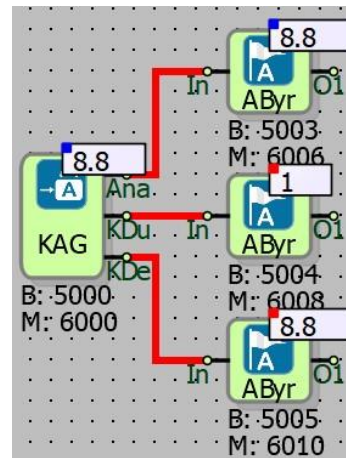 8.8
A
In
O1
AByr
B: 5003
M: 6006
8.8
A
Ana
KDu
KDe
KAG
B: 5000
M: 6000
1
A
In
AByr
B: 5004
M: 6008
8.8
A
In
O1
AByr
B: 5005
M: 6010